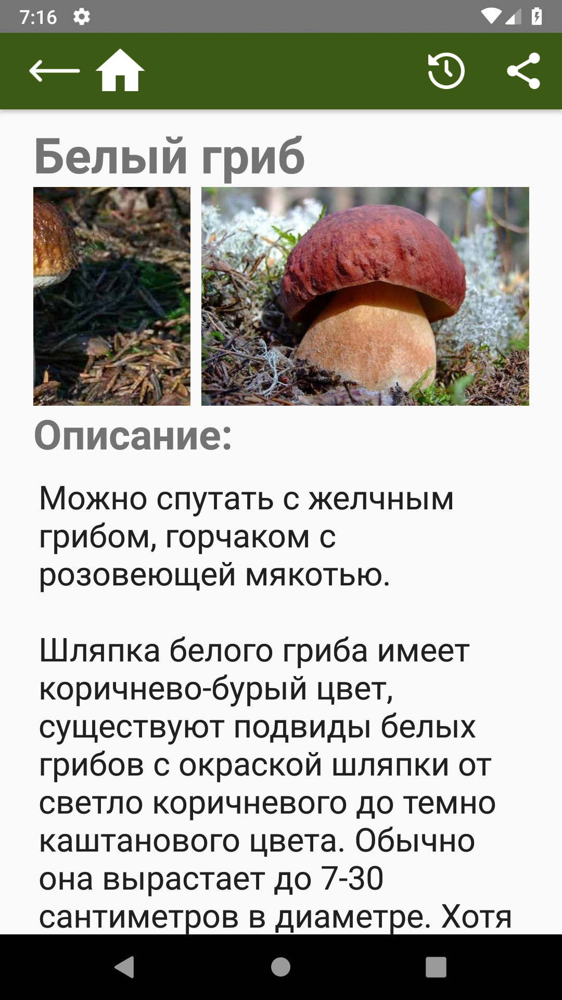 7:16
Белый гриб
Описание:
Можно спутать с желчным
грибом, горчаком с
розовеющей мякотью.
Шляпка белого гриба имеет
коричнево-бурый цвет,
существуют подвиды белых
грибов с окраской шляпки от
светло коричневого до темно
каштанового цвета. Обычно
она вырастает до 7-30
сантиметров в диаметре. Хотя